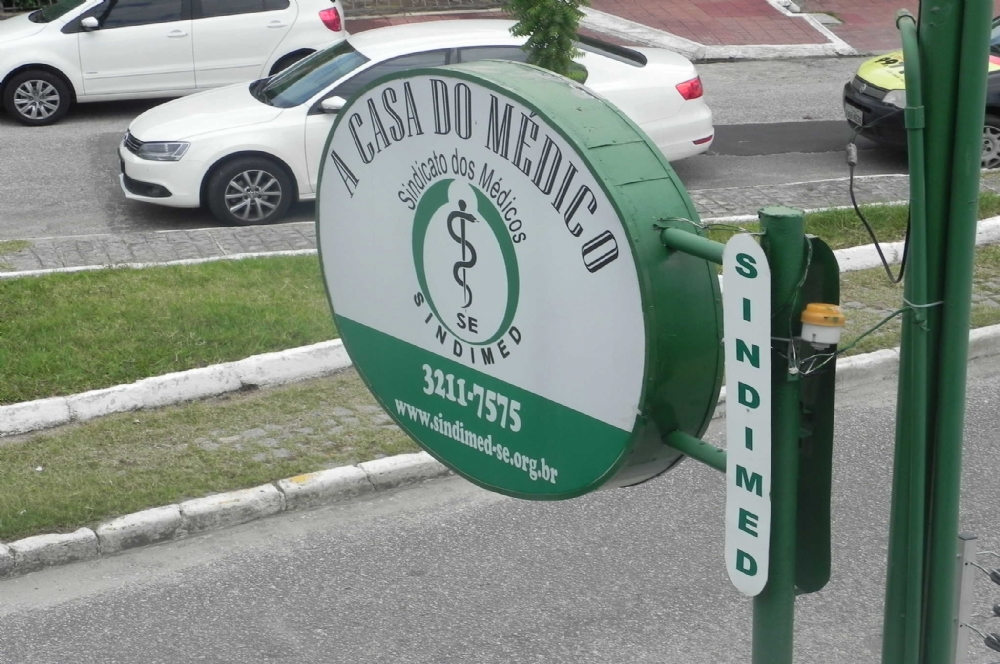 A CASA DO MÉDICO
Sindicato dos Médicos
SE
SINDIMED
3211-7575
www.sindimed-se.org.br
SINDIMED